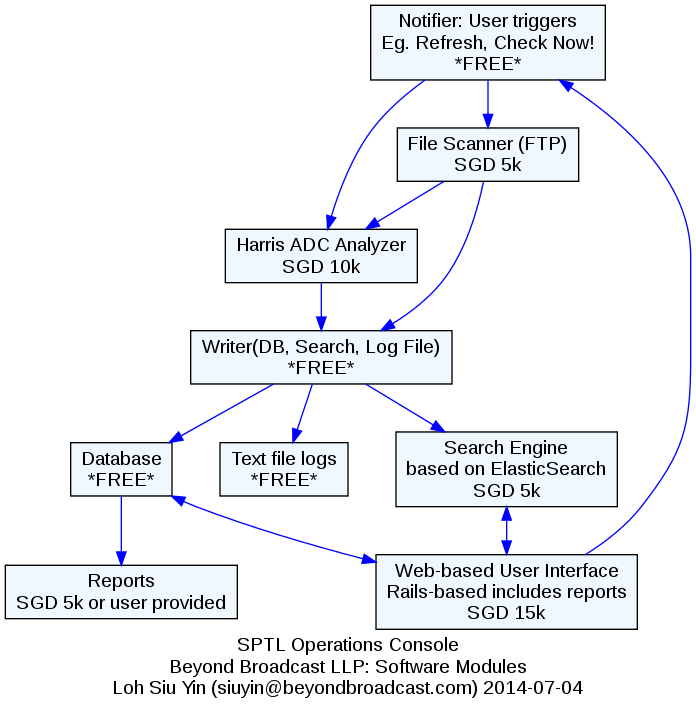 Notifier: User triggers
Eg. Refresh, Check Now!
*FREE*
File Scanner (FTP)
SGD 5k
Harris ADC Analyzer
SGD 10k
Writer(DB, Search, Log File)
*FREE*
Database
*FREE*
Text file logs
*FREE*
Search Engine
based on ElasticSearch
SGD 5k
Reports
SGD 5k or user provided
Web-based User Interface
Rails-based includes reports
SGD 15k
SPTL Operations Console
Beyond Broadcast LLP: Software Modules
Loh Siu Yin (siuyin@beyondbroadcast.com) 2014-07-04